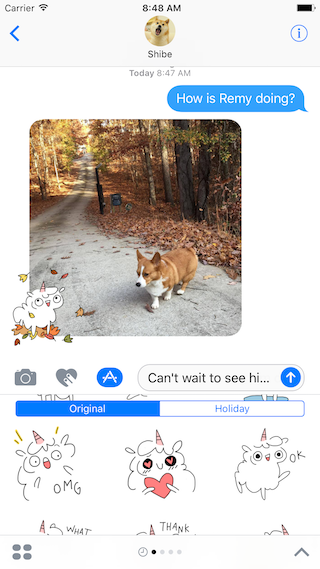 Carrier 8:48 AM
Shibe
Today 8:47 AM
How is Remy doing?
Can't wait to see hi...
Original Holiday
OMG
OK
WHAT
THANK